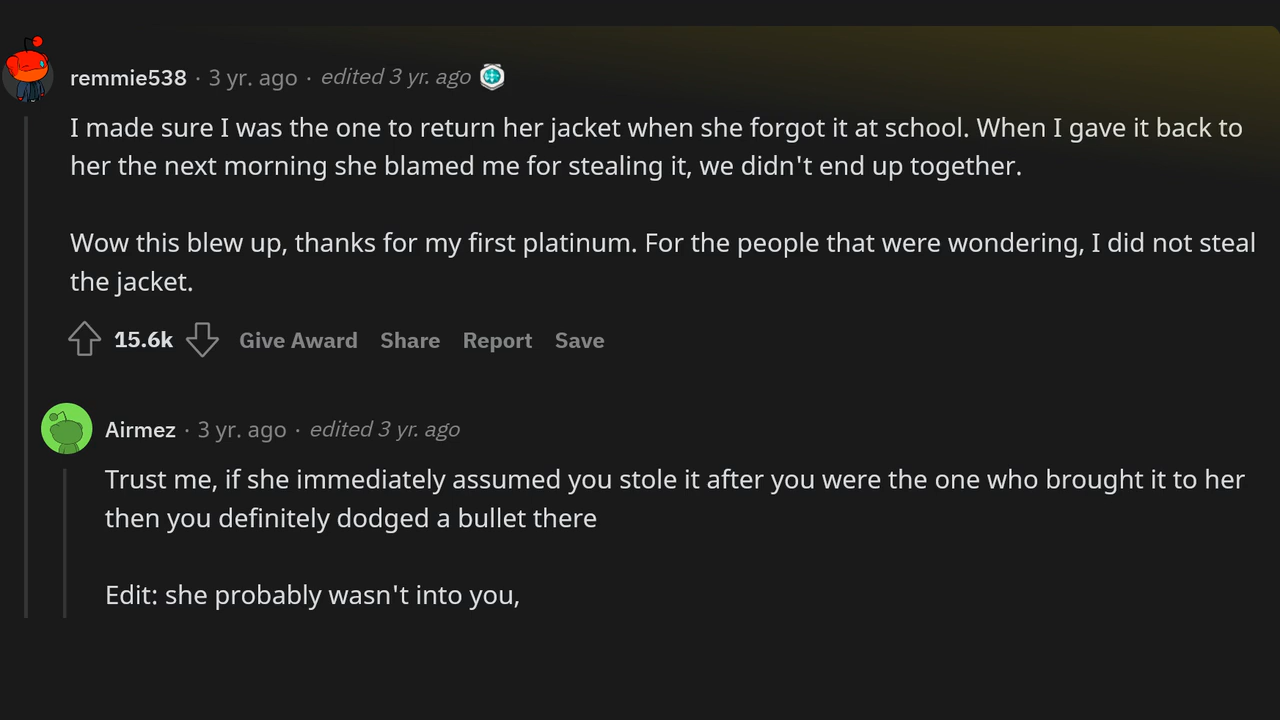 remmie538 · 3 yr. ago · edited 3 yr. ago
I made sure I was the one to return her jacket when she forgot it at school. When I gave it back to
her the next morning she blamed me for stealing it, we didn't end up together.
Wow this blew up, thanks for my first platinum. For the people that were wondering, I did not steal
the jacket.
15.6k Give Award Share Report Save
Airmez · 3 yr. ago · edited 3 yr. ago
Trust me, if she immediately assumed you stole it after you were the one who brought it to her
then you definitely dodged a bullet there
Edit: she probably wasn't into you,